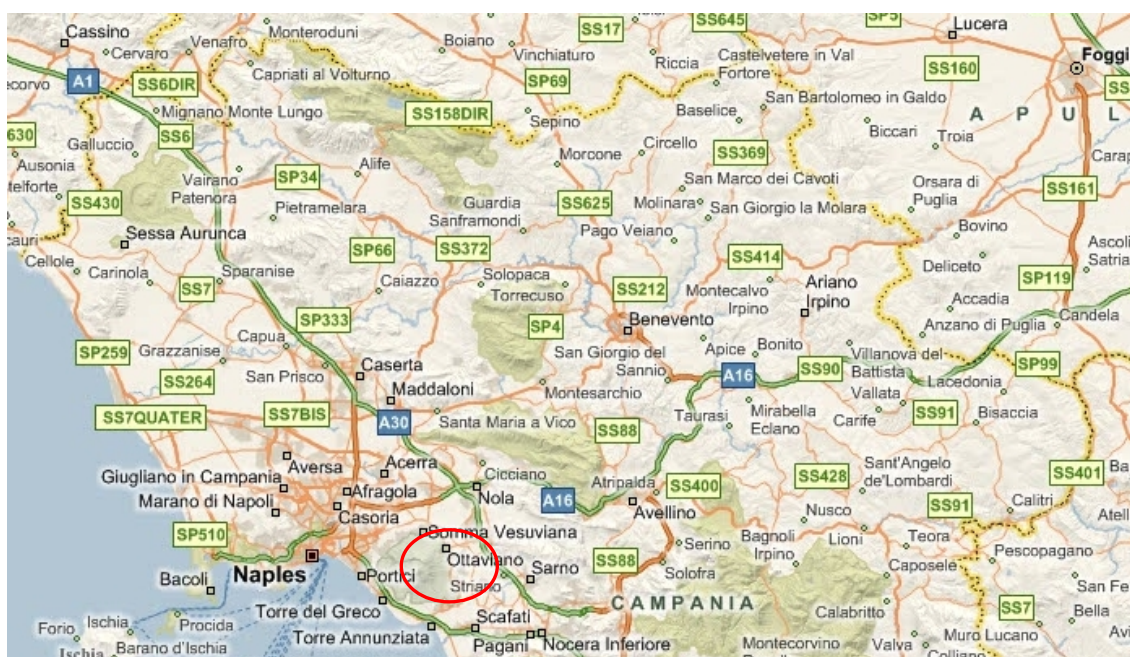 Cassino
Cervaro
Venafro
Monteroduni
Boiano
Vinchiaturo
SS17
SS645
Riccia
Castelvetere in Val
Fortore
SP5
Lucera
Foggi
ecorvo
A1
SS6DIR
Capriati al Volturno
SP69
SS160
Mignano Monte Lungo
SS158DIR
Sepino
Baselice
San Bartolomeo in Galdo
A P U L
630
Galluccio
SS6
Biccari
Troia
Ausonia
Alife
Morcone
Circello
SS369
Carap
telforte
Vairano
Patenora
SP34
San Marco dei Cavoti
Orsara di
Puglia
SS161
SS430
Pietramelara
Guardia
Sanframondi
SS625
Molinara
San Giorgio la Molara
cauri
Sessa Aurunca
SP66
SS372
Pago Veiano
Bovino
Ascoli
Satria
Cellole
Carinola
Sparanise
Caiazzo
Solopaca
Torrecuso
SS414
Deliceto
SP119
SS7
SS212
Montecalvo
Irpino
Ariano
Irpino
Accadia
Candela
SP333
SP4
Benevento
Anzano di Puglia
SP259
Grazzanise
Capua
Caserta
San Giorgio del
Sannio
Apice
Bonito
Villanova del
Battista
SP99
SS264
San Prisco
Maddaloni
Montesarchio
A16
SS90
Vallata
Lacedonia
SS7QUATER
SS7BIS
A30
Santa Maria a Vico
SS88
Taurasi
Mirabella
Eclano
Carife
SS91
Bisaccia
Aversa
Acerra
Cicciano
Atripalda
SS400
SS428
Sant'Angelo
de'Lombardi
SS401
Giugliano in Campania
Afragola
Nola
A16
Avellino
Calitri
Marano di Napoli
Casoria
Nusco
SS91
Atell
SP510
Somma Vesuviana
Serino
Bagnoli
Irpino
Lioni
Teora
Pescopagano
Ottaviano
SS88
Solofra
Caposele
Naples
Portici
Striano
Sarno
San Fe
Bacoli
CAMPANIA
SS7
Bella
Torre del Greco
Scafati
Calabritto
Forio
Ischia
Procida
Torre Annunziata
Pagani
Nocera Inferiore
Muro Lucano
Avi
Ischia
Barano d'Ischia
Montecorvino
Valva
Colliano